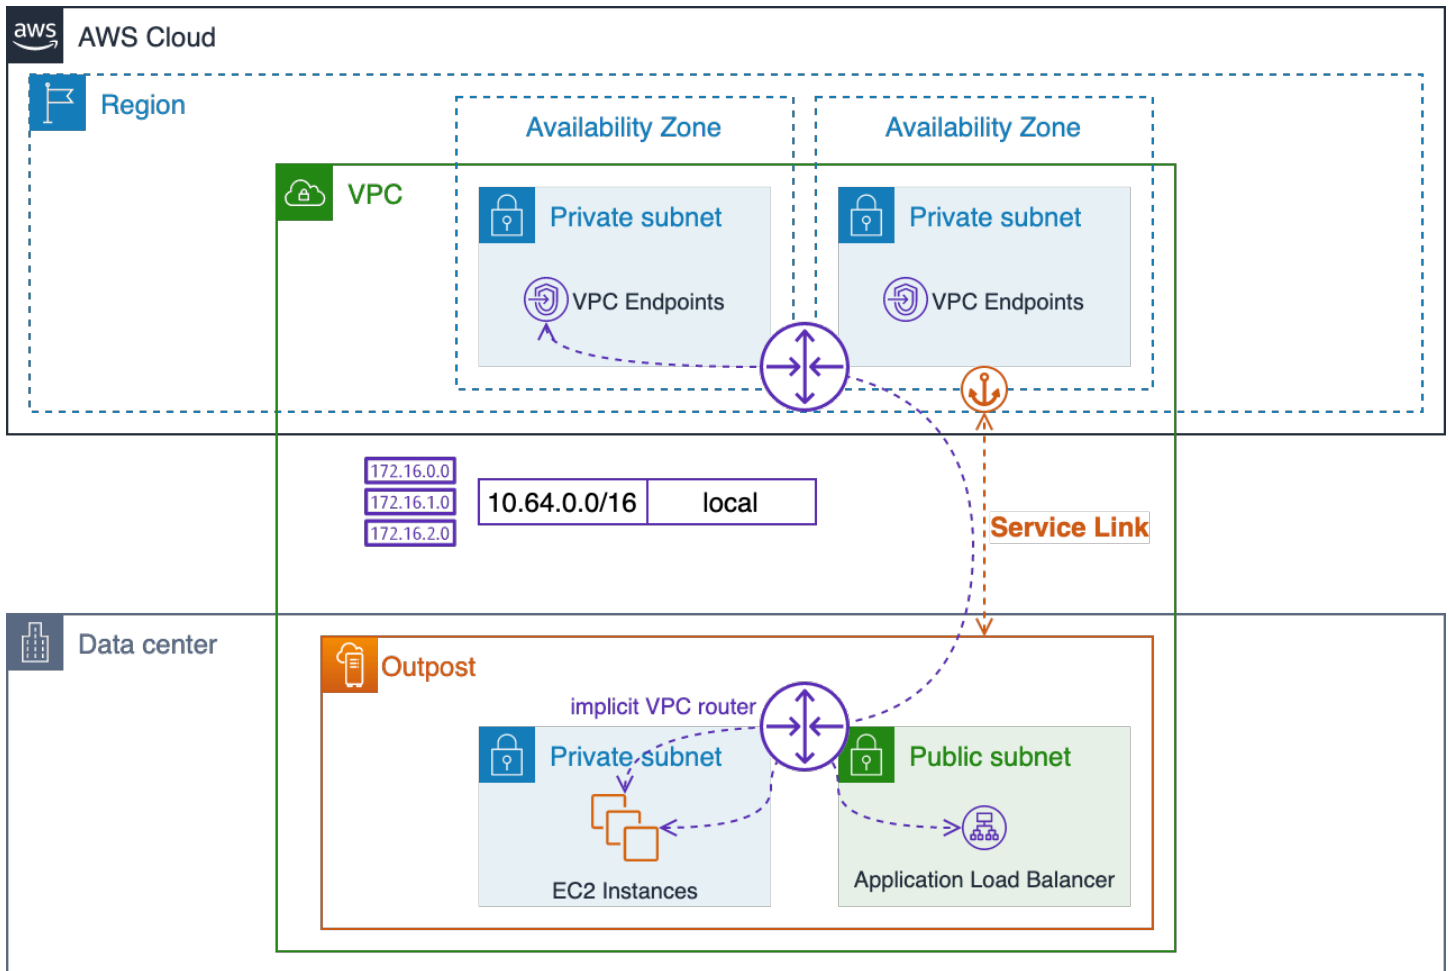 aws
AWS Cloud
Region
Availability Zone
Availability Zone
VPC
Private subnet
Private subnet
VPC Endpoints
VPC Endpoints
172.16.0.0
172.16.1.0
172.16.2.0
10.64.0.0/16
local
Service Link
Data center
Outpost
implicit VPC router
Private subnet
Public subnet
EC2 Instances
Application Load Balancer